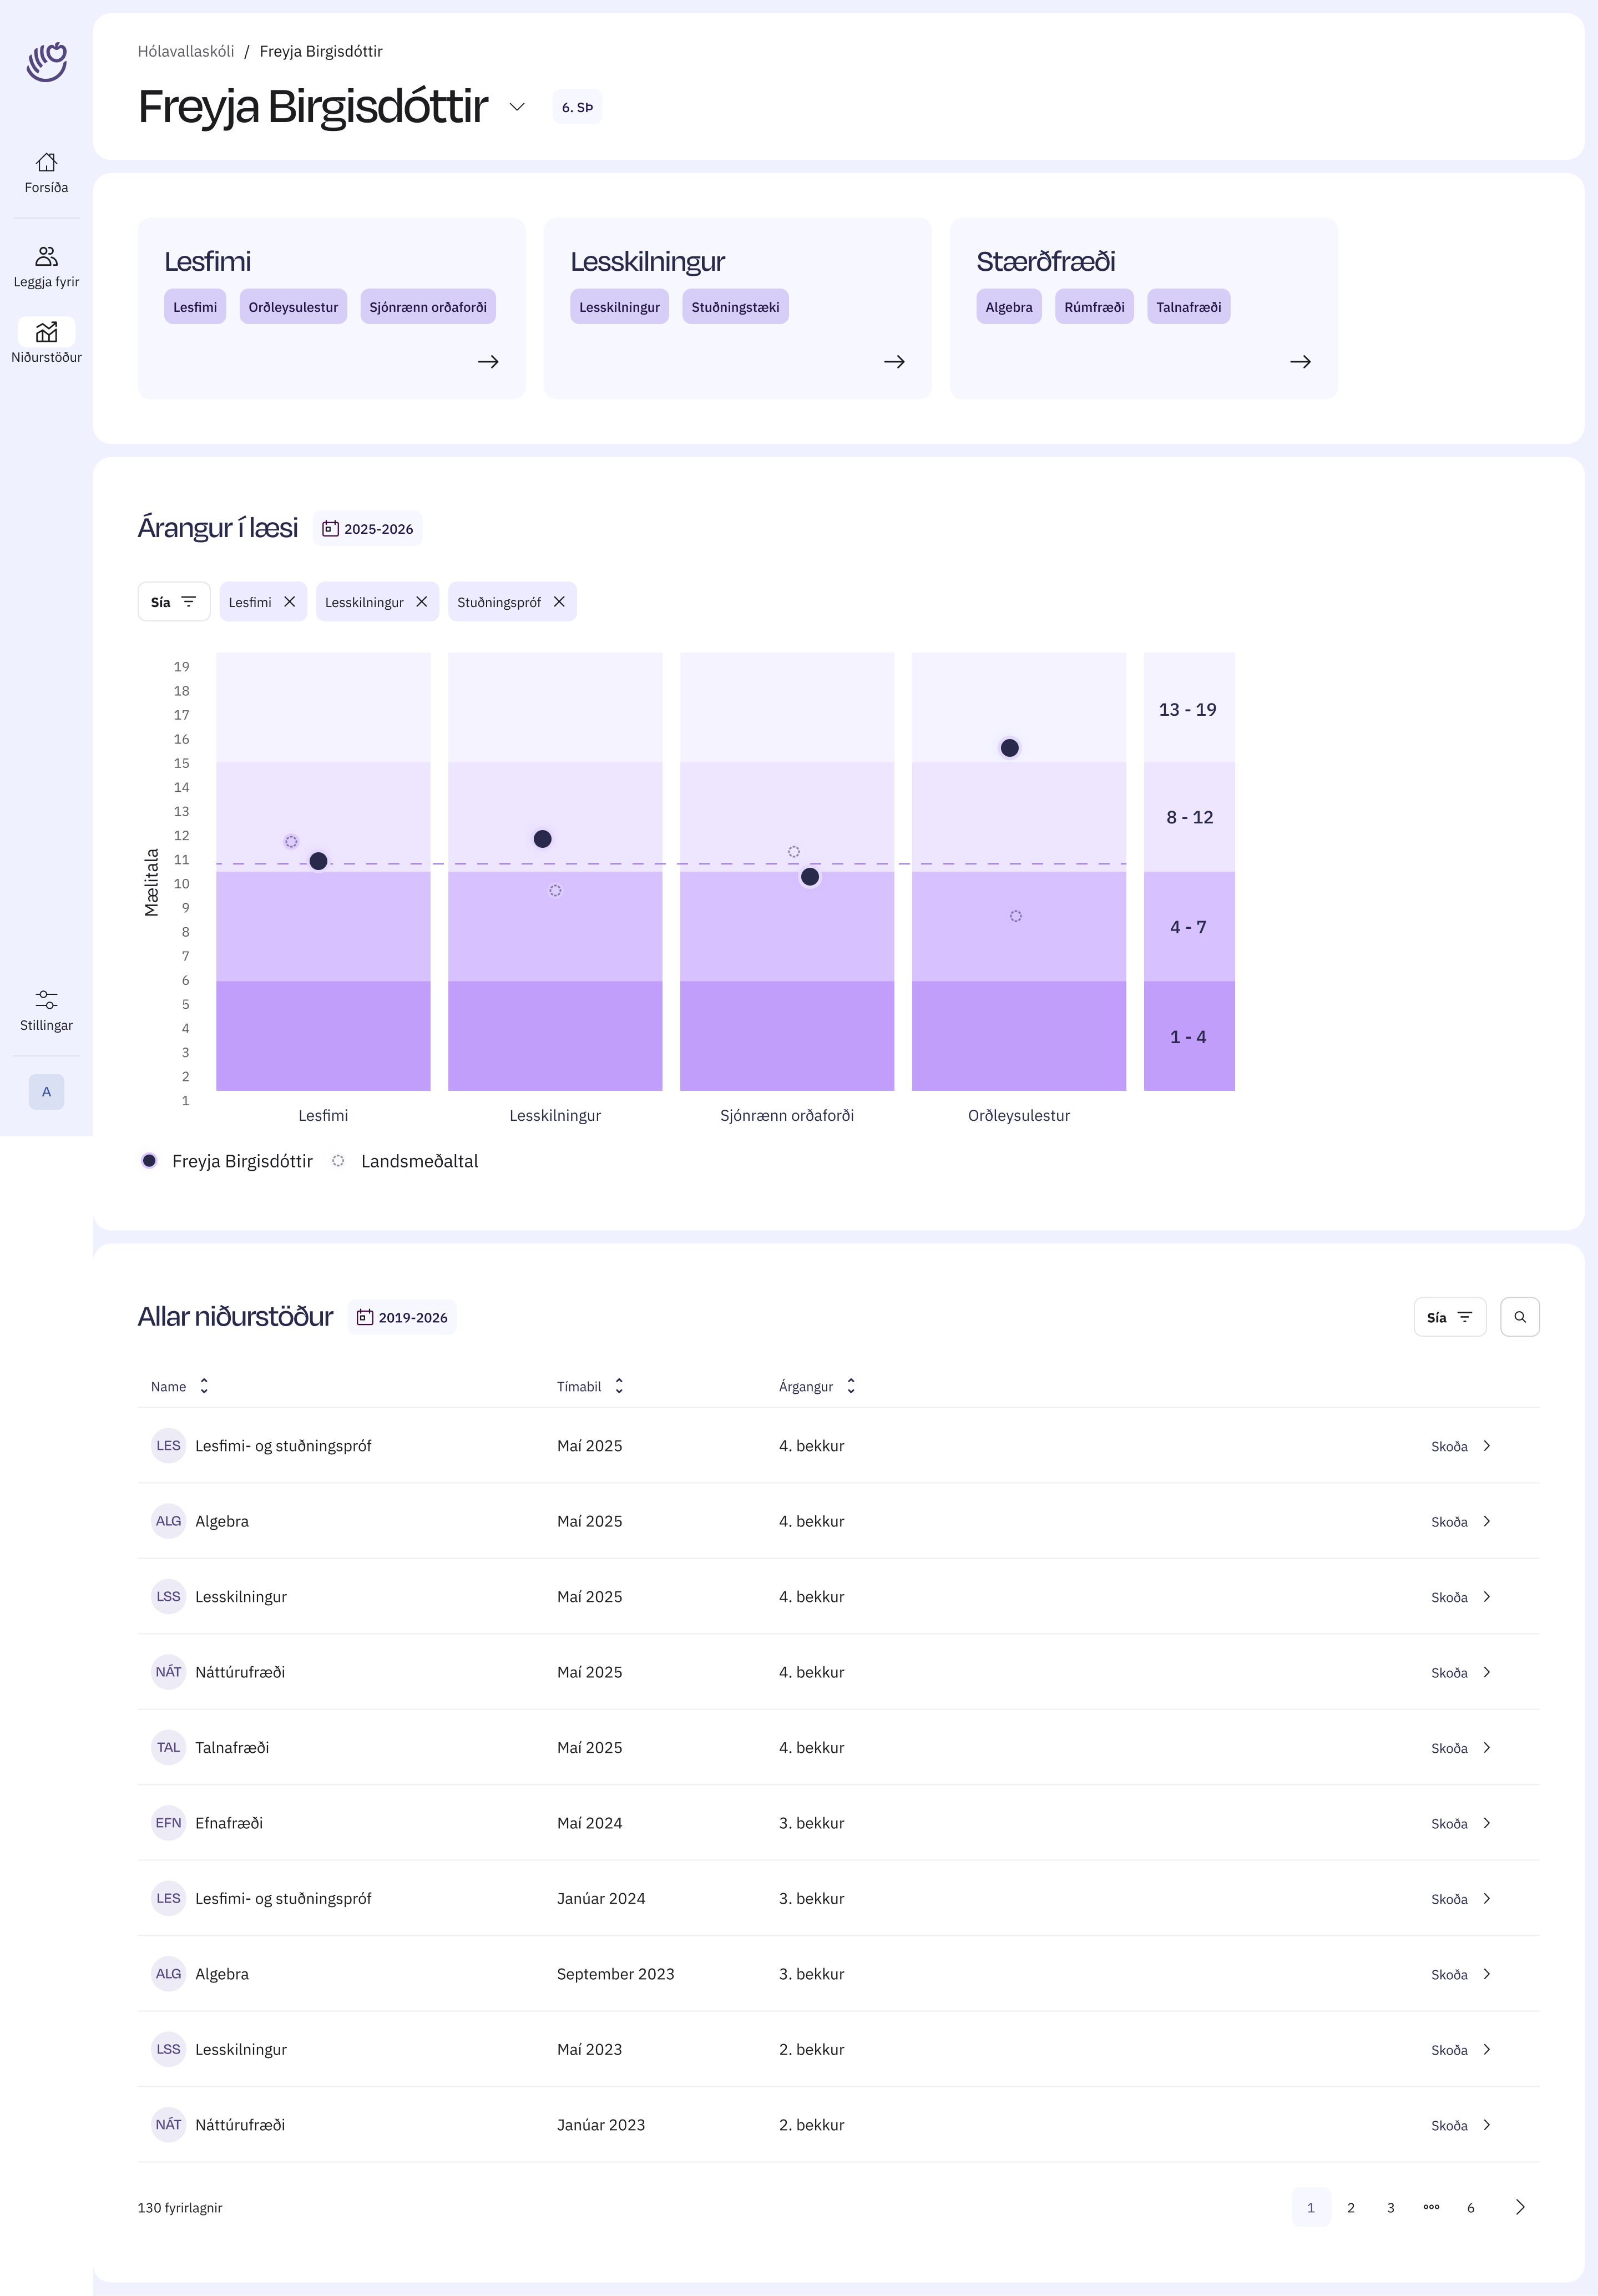 Hólavallaskóli / Freyja Birgisdóttir
Freyja Birgisdóttir
6. SÞ
Forsíða
Leggja fyrir
Niðurstöður
Stillingar
A
Lesfimi
Lesfimi Orðleysulestur Sjónrænn orðaforði
Lesskilningur
Lesskilningur Stuðningstæki
Stærðfræði
Algebra Rúmfræði Talnafræði
Árangur í læsi 2025-2026
Sía Lesfimi Lesskilningur Stuðningspróf
Mælitala
19
18
17
16
15
14
13
12
11
10
9
8
7
6
5
4
3
2
1
13 - 19
8 - 12
4 - 7
1 - 4
Lesfimi Lesskilningur Sjónrænn orðaforði Orðleysulestur
Freyja Birgisdóttir Landsmeðaltal
Allar niðurstöður 2019-2026 Sía
Name Tímabil Árgangur
LES Lesfimi- og stuðningspróf Maí 2025 4. bekkur Skoða
ALG Algebra Maí 2025 4. bekkur Skoða
LSS Lesskilningur Maí 2025 4. bekkur Skoða
NÁT Náttúrufræði Maí 2025 4. bekkur Skoða
TAL Talnafræði Maí 2025 4. bekkur Skoða
EFN Efnafræði Maí 2024 3. bekkur Skoða
LES Lesfimi- og stuðningspróf Janúar 2024 3. bekkur Skoða
ALG Algebra September 2023 3. bekkur Skoða
LSS Lesskilningur Maí 2023 2. bekkur Skoða
NÁT Náttúrufræði Janúar 2023 2. bekkur Skoða
130 fyrirlagnir 1 2 3 6